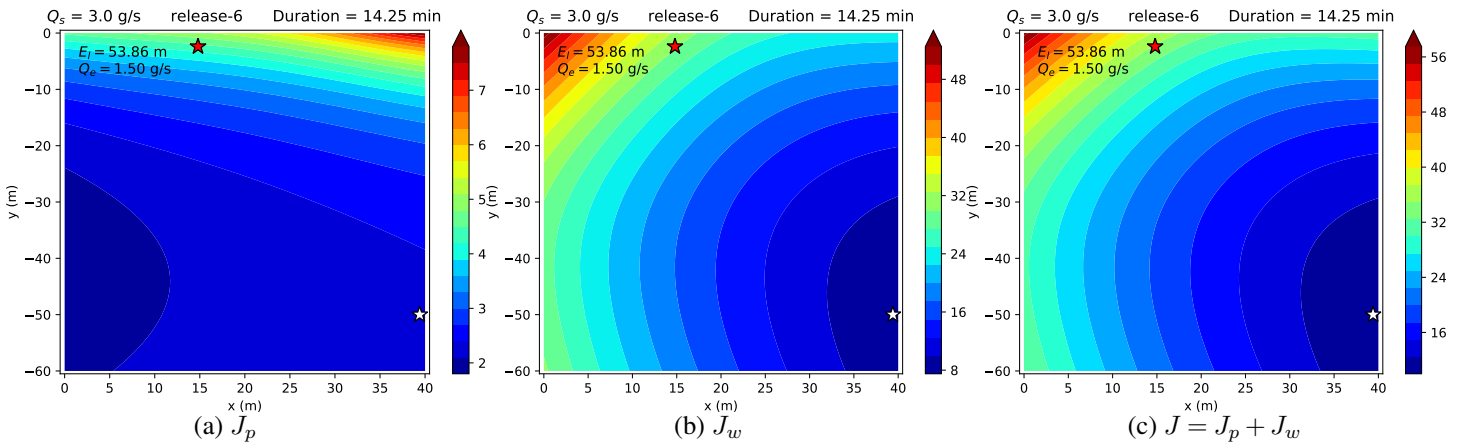 Q_s = 3.0 g/s release-6 Duration = 14.25 min
E_l = 53.86 m
Q_e = 1.50 g/s
0
−10
−20
−30
−40
−50
−60
y (m)
0 5 10 15 20 25 30 35 40
x (m)
7
6
5
4
3
2
(a) J_p
Q_s = 3.0 g/s release-6 Duration = 14.25 min
E_l = 53.86 m
Q_e = 1.50 g/s
0
−10
−20
−30
−40
−50
−60
y (m)
0 5 10 15 20 25 30 35 40
x (m)
48
40
32
24
16
8
(b) J_w
Q_s = 3.0 g/s release-6 Duration = 14.25 min
E_l = 53.86 m
Q_e = 1.50 g/s
0
−10
−20
−30
−40
−50
−60
y (m)
0 5 10 15 20 25 30 35 40
x (m)
56
48
40
32
24
16
(c) J = J_p + J_w